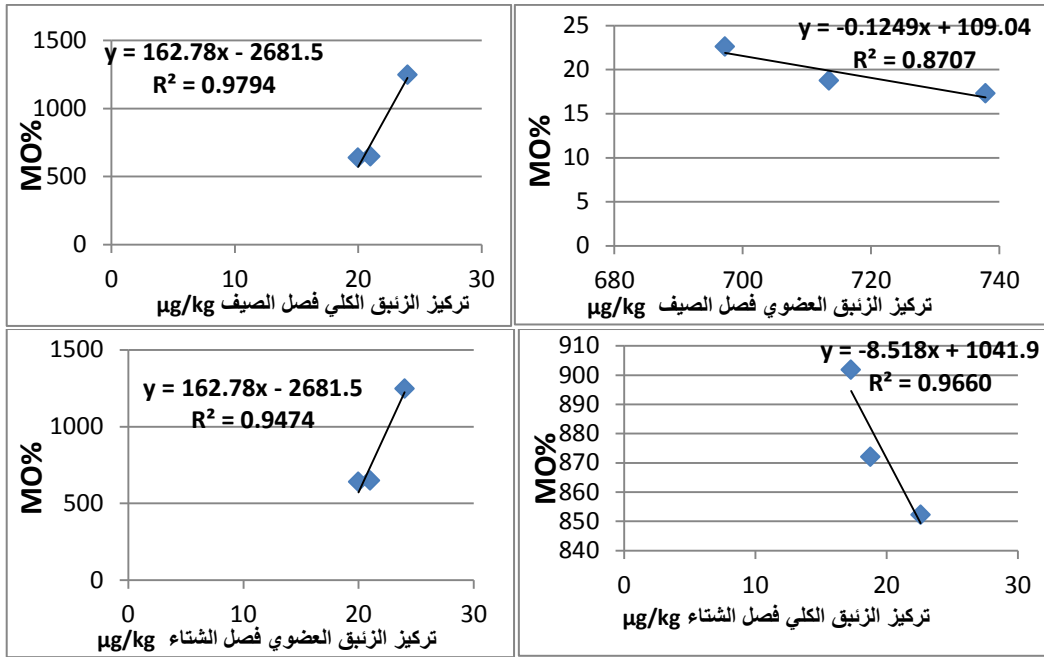 y = 162.78x - 2681.5
R² = 0.9794
1500
1000
500
0
MO%
0 10 20 30
تركيز الزئبق الكلي فصل الصيف µg/kg
y = -0.1249x + 109.04
R² = 0.8707
25
20
15
10
5
0
MO%
680 700 720 740
تركيز الزئبق العضوي فصل الصيف µg/kg
y = 162.78x - 2681.5
R² = 0.9474
1500
1000
500
0
MO%
0 10 20 30
تركيز الزئبق العضوي فصل الشتاء µg/kg
y = -8.518x + 1041.9
R² = 0.9660
910
900
890
880
870
860
850
840
MO%
0 10 20 30
تركيز الزئبق الكلي فصل الشتاء µg/kg